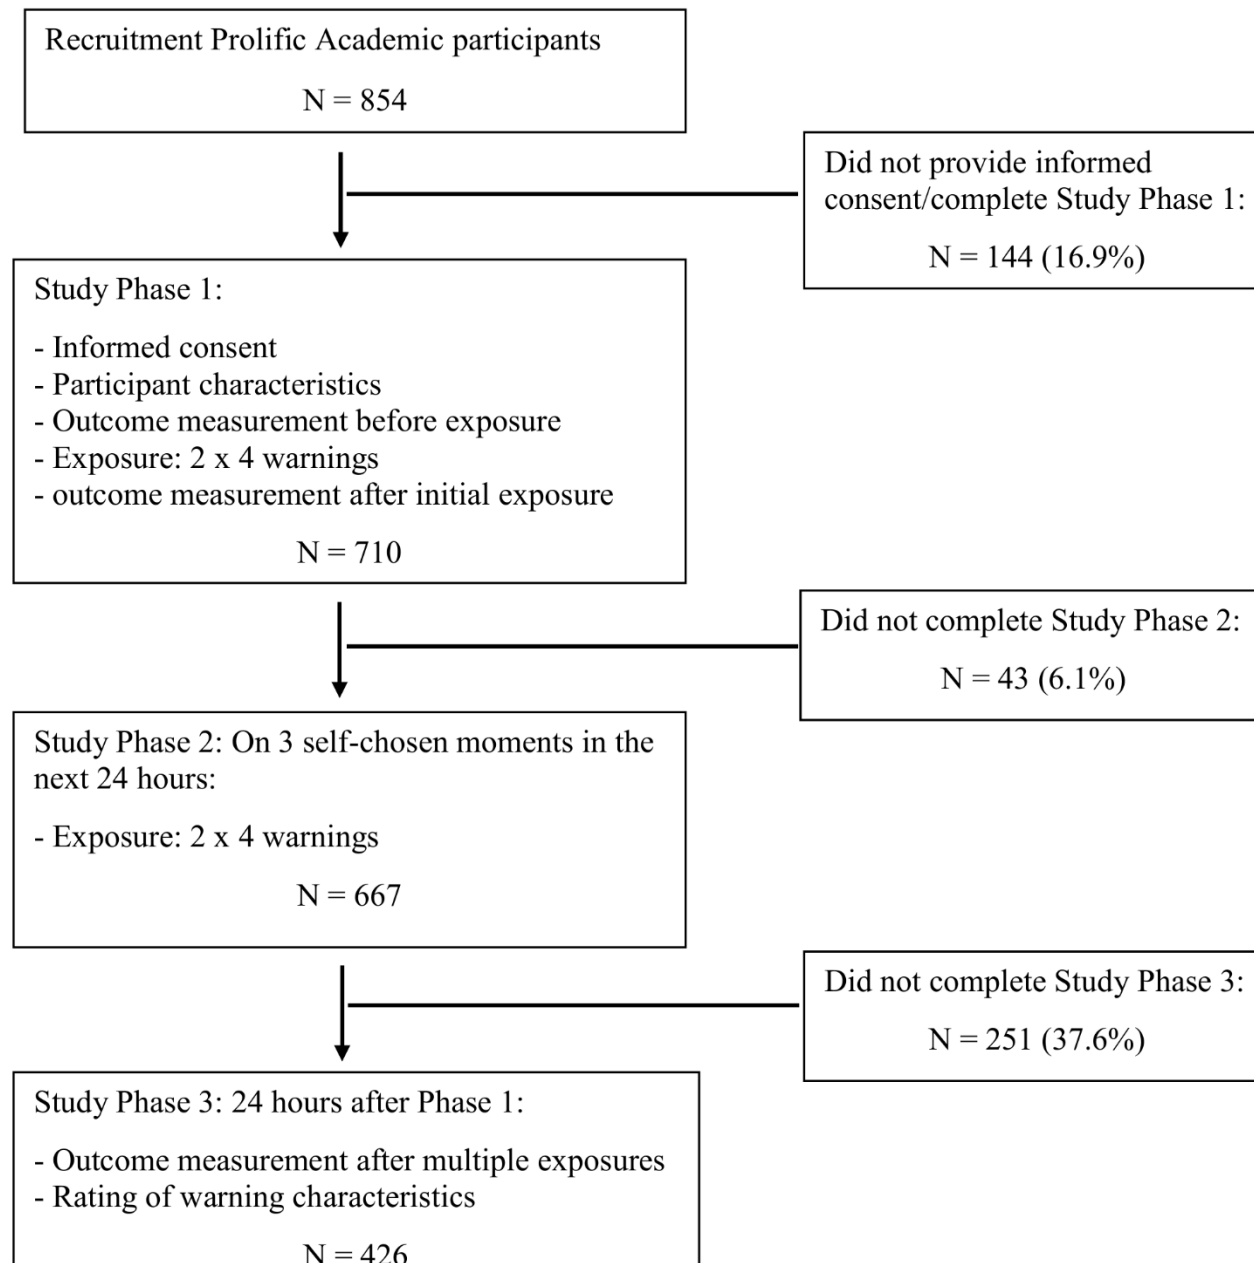 Recruitment Prolific Academic participants
N = 854
Did not provide informed
consent/complete Study Phase 1:
N = 144 (16.9%)
Study Phase 1:
- Informed consent
- Participant characteristics
- Outcome measurement before exposure
- Exposure: 2 x 4 warnings
- outcome measurement after initial exposure
N = 710
Did not complete Study Phase 2:
N = 43 (6.1%)
Study Phase 2: On 3 self-chosen moments in the
next 24 hours:
- Exposure: 2 x 4 warnings
N = 667
Did not complete Study Phase 3:
N = 251 (37.6%)
Study Phase 3: 24 hours after Phase 1:
- Outcome measurement after multiple exposures
- Rating of warning characteristics
N = 426